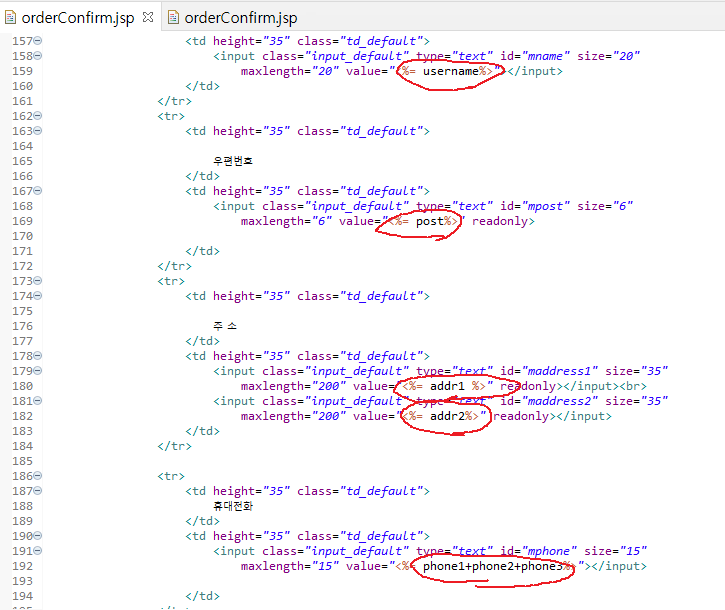 orderConfirm.jsp orderConfirm.jsp
157 <td height="35" class="td_default">
158 <input class="input_default" type="text" id="mname" size="20"
159 maxlength="20" value="<%= username%>"></input>
160 </td>
161 </tr>
162 <tr>
163 <td height="35" class="td_default">
164
165 우편번호
166 </td>
167 <td height="35" class="td_default">
168 <input class="input_default" type="text" id="mpost" size="6"
169 maxlength="6" value="<%= post%>" readonly>
170
171 </td>
172 </tr>
173 <tr>
174 <td height="35" class="td_default">
175
176 주 소
177 </td>
178 <td height="35" class="td_default">
179 <input class="input_default" type="text" id="maddress1" size="35"
180 maxlength="200" value="<%= addr1 %>" readonly></input><br>
181 <input class="input_default" type="text" id="maddress2" size="35"
182 maxlength="200" value="<%= addr2%>" readonly></input>
183 </td>
184 </tr>
185
186 <tr>
187 <td height="35" class="td_default">
188 휴대전화
189 </td>
190 <td height="35" class="td_default">
191 <input class="input_default" type="text" id="mphone" size="15"
192 maxlength="15" value="<%= phone1+phone2+phone3%>"></input>
193
194 </td>